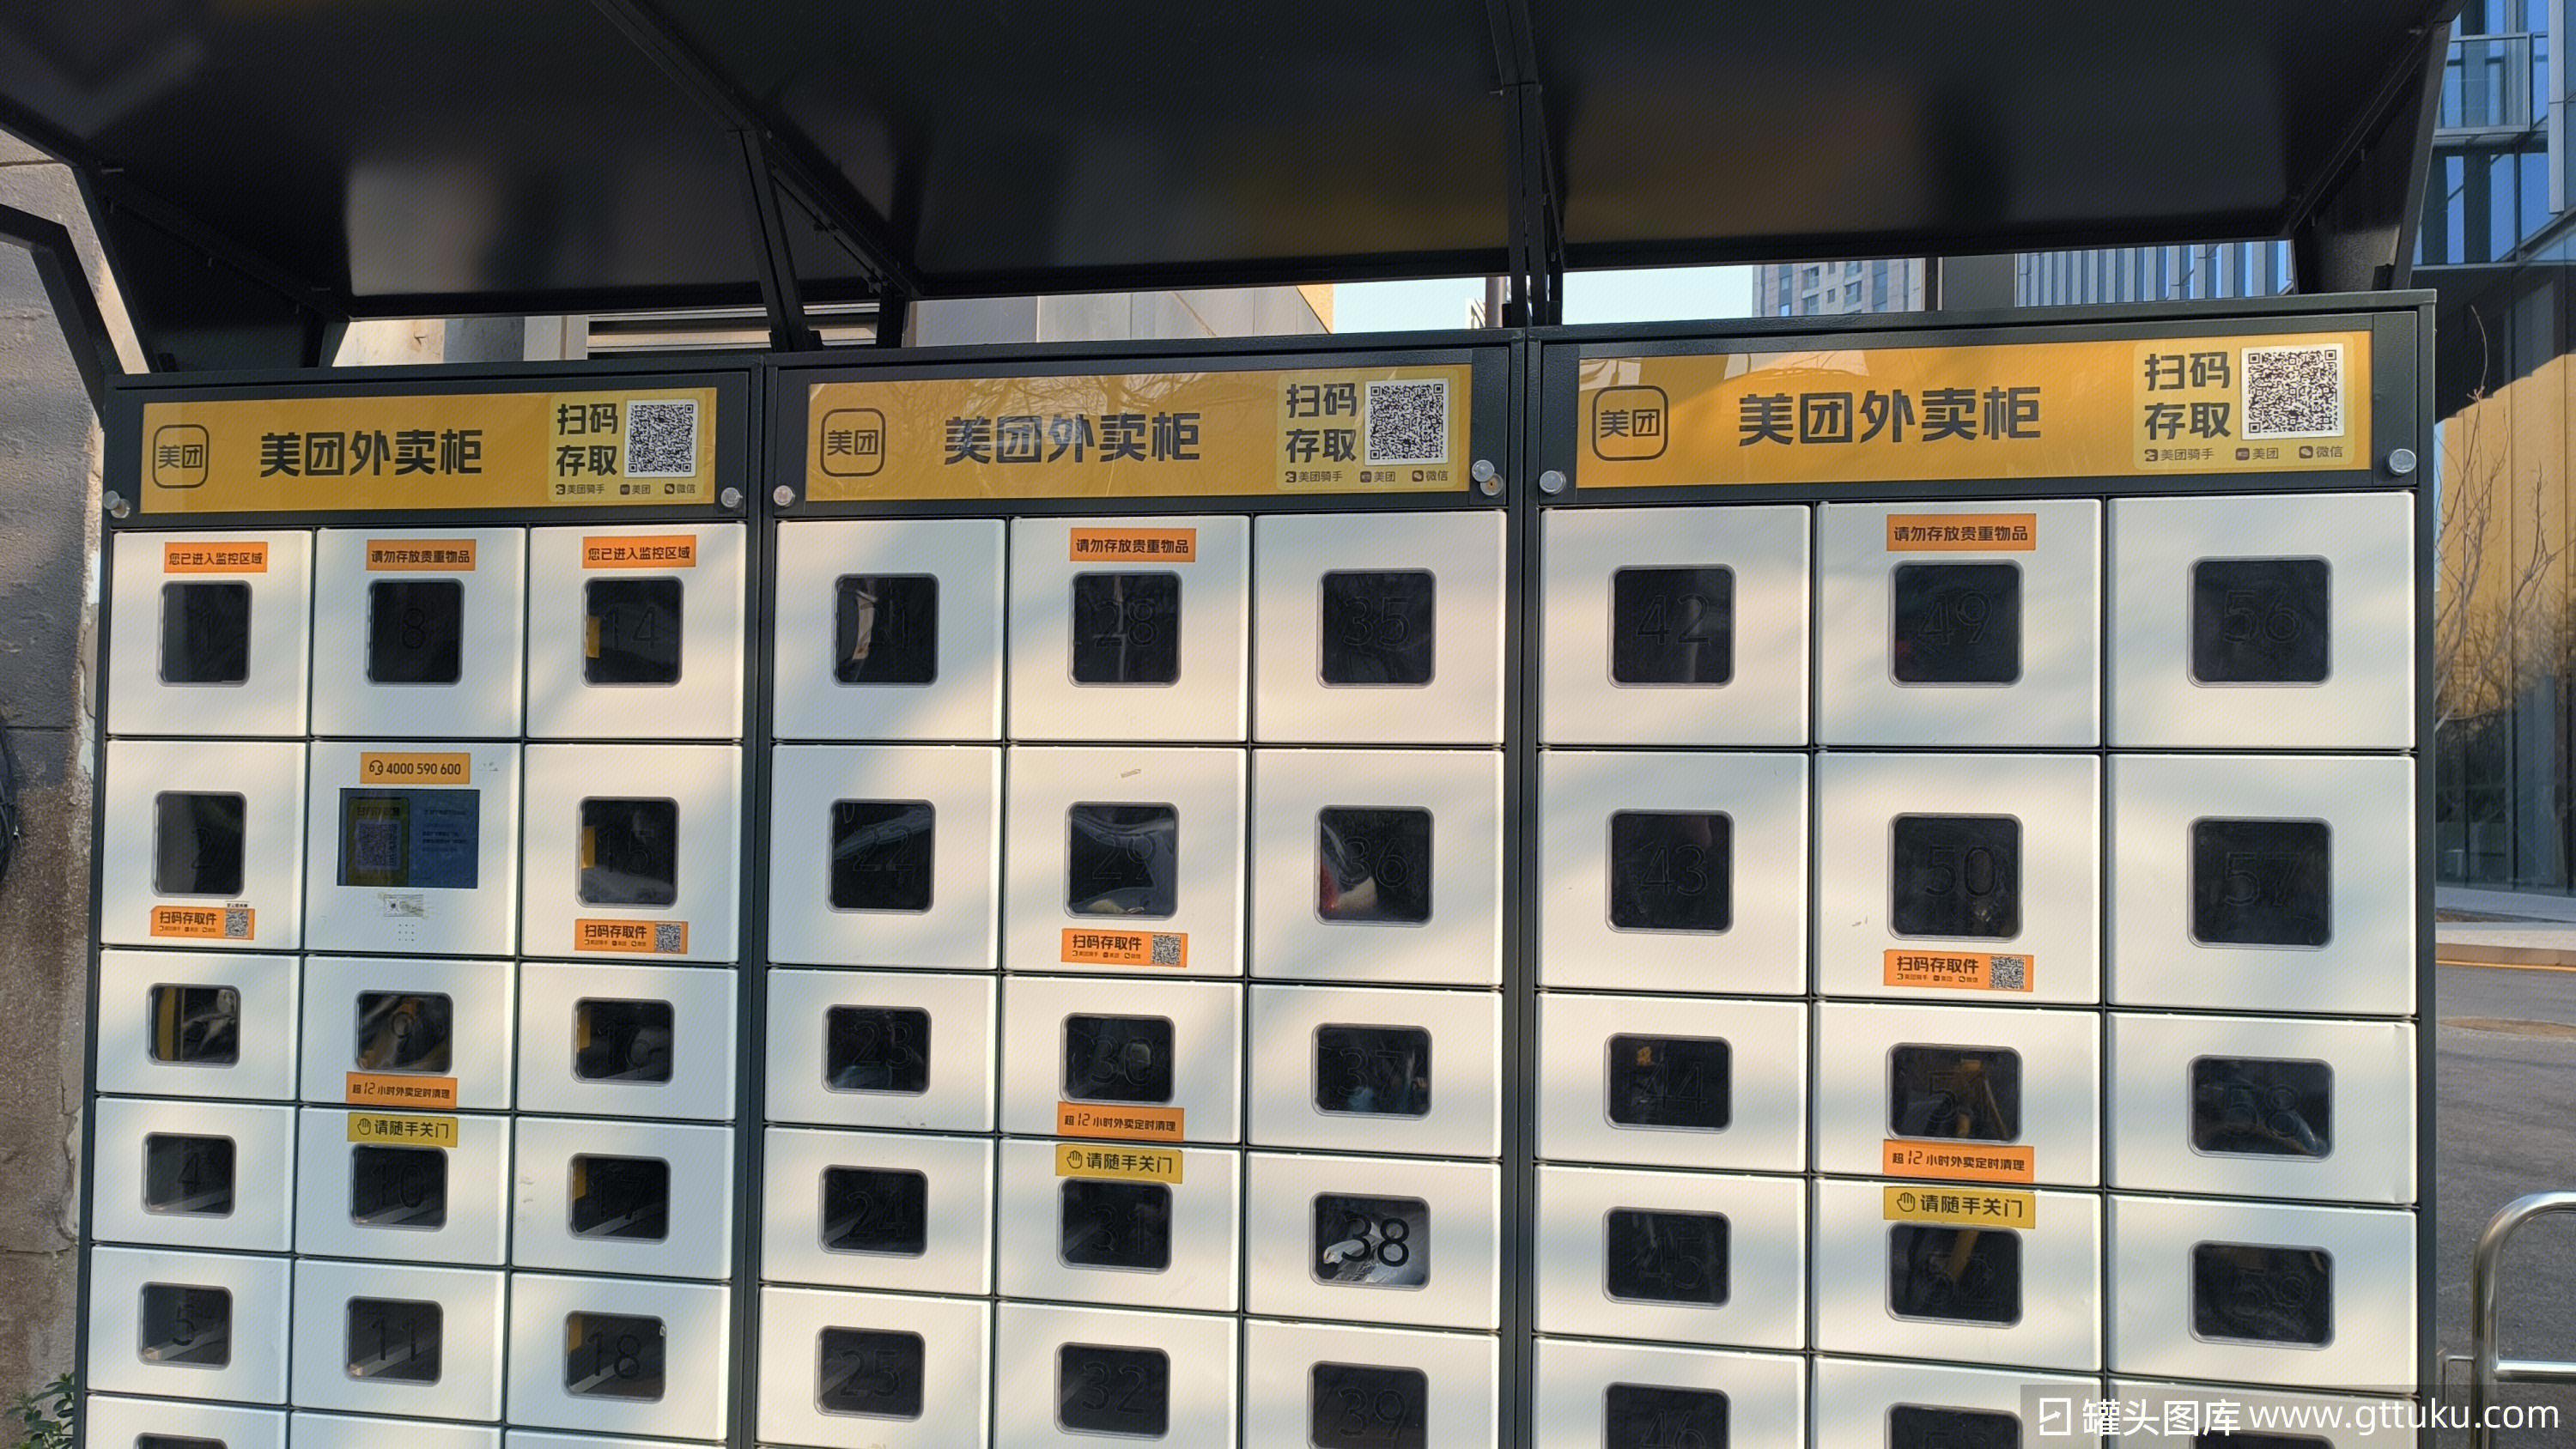 美团 美团外卖柜 扫码
存取
美团骑手 美团 微信
美团 美团外卖柜 扫码
存取
美团骑手 美团 微信
美团 美团外卖柜 扫码
存取
美团骑手 美团 微信
您已进入监控区域 请勿存放贵重物品 您已进入监控区域
1 8 14
4000 590 600
2 15
扫码存取件 扫码存取件
16
超12小时外卖定时清理
请随手关门
4 10 17
5 11 18
请勿存放贵重物品
21 28 35
22 29 36
扫码存取件
23 30 37
超12小时外卖定时清理
请随手关门
24 31 38
25 32 39
请勿存放贵重物品
42 49 56
43 50 57
扫码存取件
44 51 58
超12小时外卖定时清理
请随手关门
45 52 59
46
罐头图库 www.gttuku.com